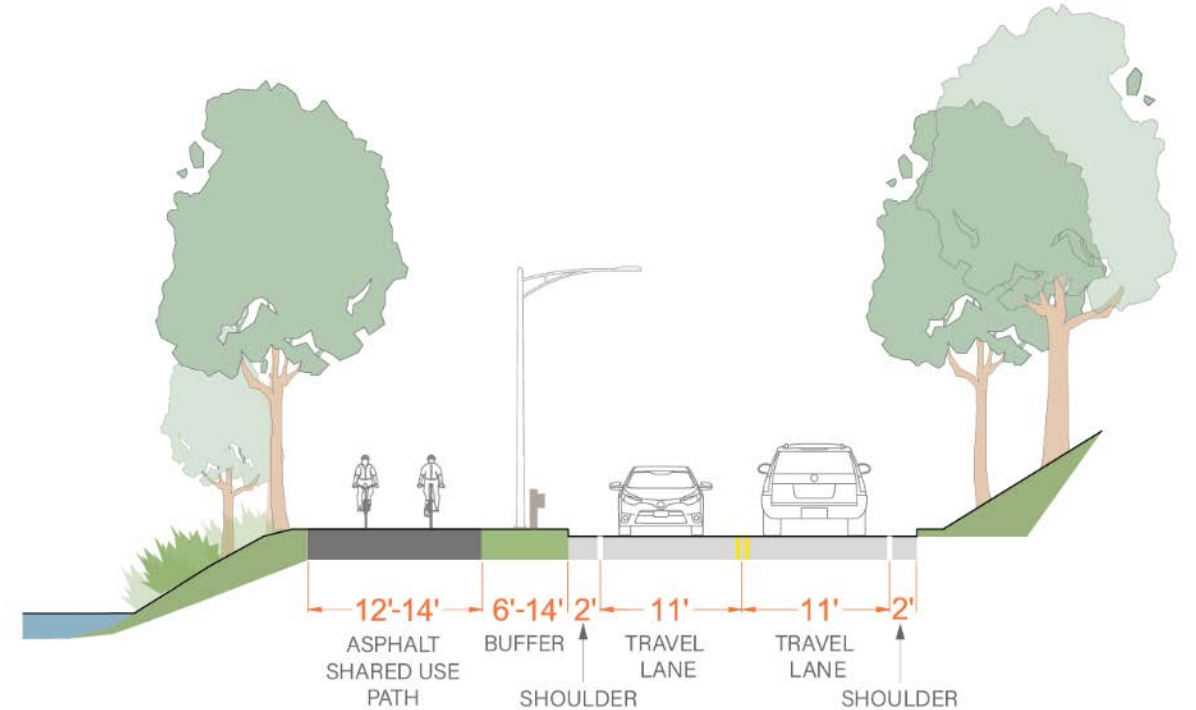 12'-14' 6'-14' 2' 11' 11' 2'
ASPHALT
SHARED USE
PATH
BUFFER
SHOULDER
TRAVEL
LANE
TRAVEL
LANE
SHOULDER